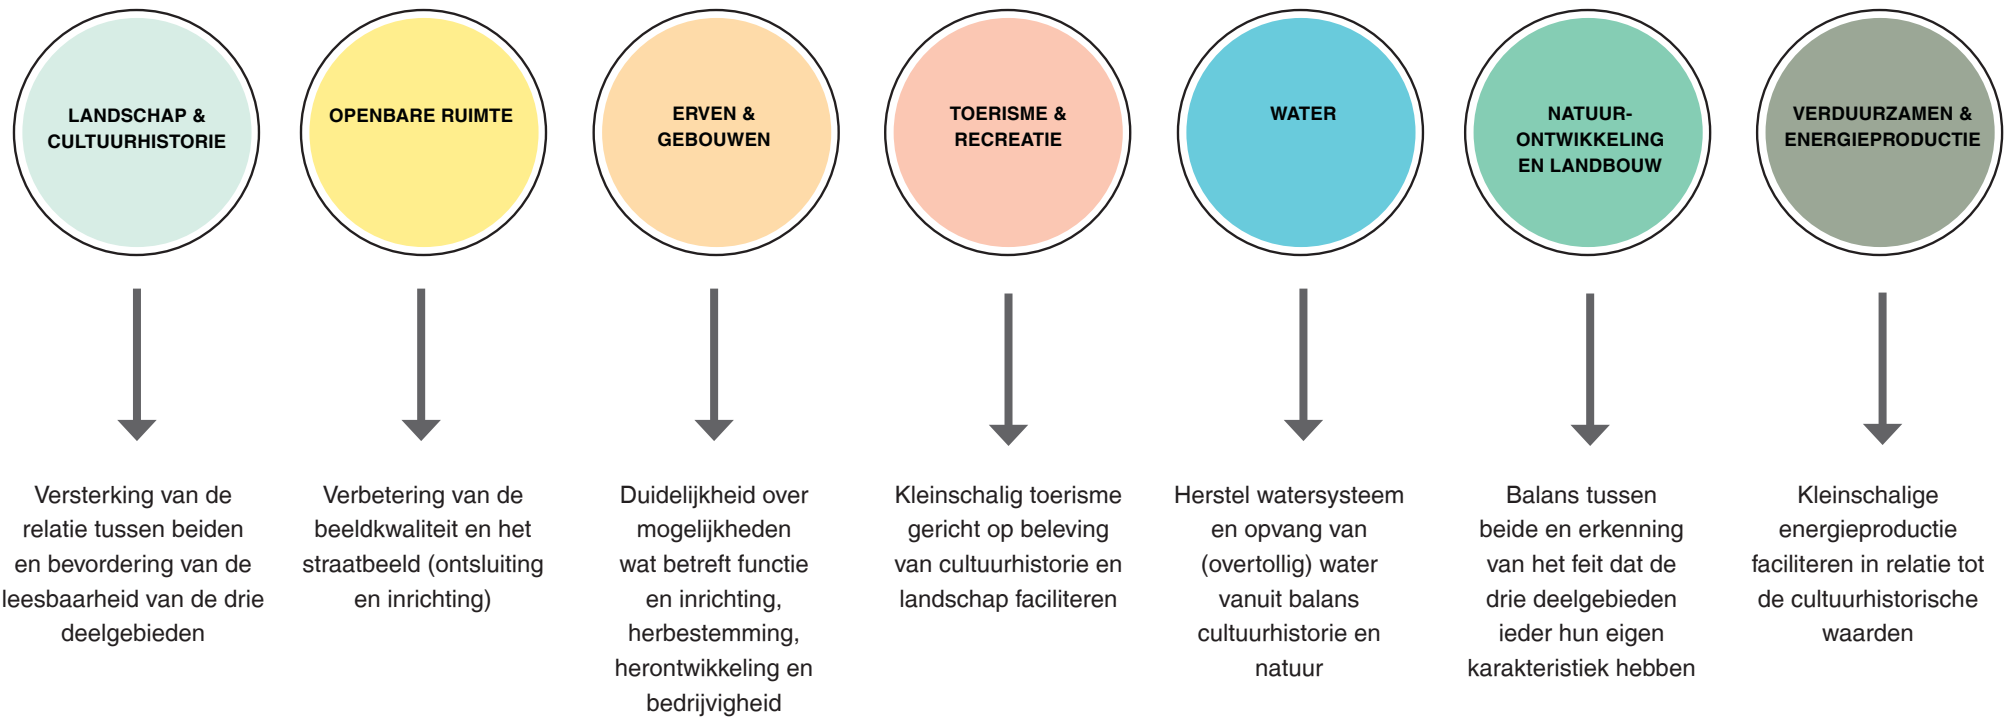 LANDSCHAP &
CULTUURHISTORIE
OPENBARE RUIMTE
ERVEN &
GEBOUWEN
TOERISME &
RECREATIE
WATER
NATUUR-
ONTWIKKELING
EN LANDBOUW
VERDUURZAMEN &
ENERGIEPRODUCTIE
Versterking van de
relatie tussen beiden
en bevordering van de
leesbaarheid van de drie
deelgebieden
Verbetering van de
beeldkwaliteit en het
straatbeeld (ontsluiting
en inrichting)
Duidelijkheid over
mogelijkheden
wat betreft functie
en inrichting,
herbestemming,
herontwikkeling en
bedrijvigheid
Kleinschalig toerisme
gericht op beleving
van cultuurhistorie en
landschap faciliteren
Herstel watersysteem
en opvang van
(overtollig) water
vanuit balans
cultuurhistorie en
natuur
Balans tussen
beide en erkenning
van het feit dat de
drie deelgebieden
ieder hun eigen
karakteristiek hebben
Kleinschalige
energieproductie
faciliteren in relatie tot
de cultuurhistorische
waarden